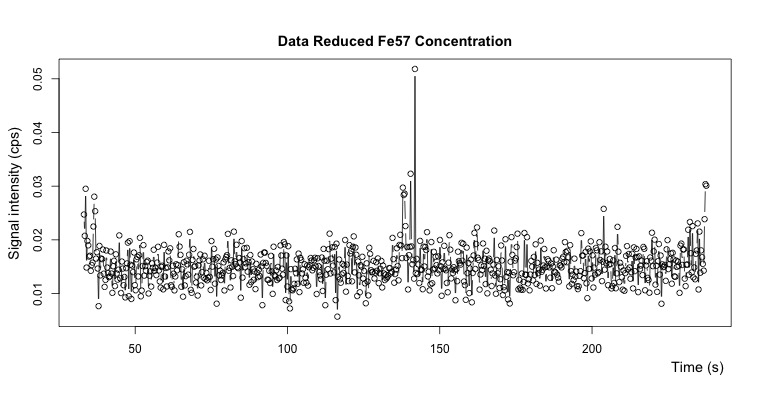 Data Reduced Fe57 Concentration
Signal intensity (cps)
0.05
0.04
0.03
0.02
0.01
50 100 150 200
Time (s)